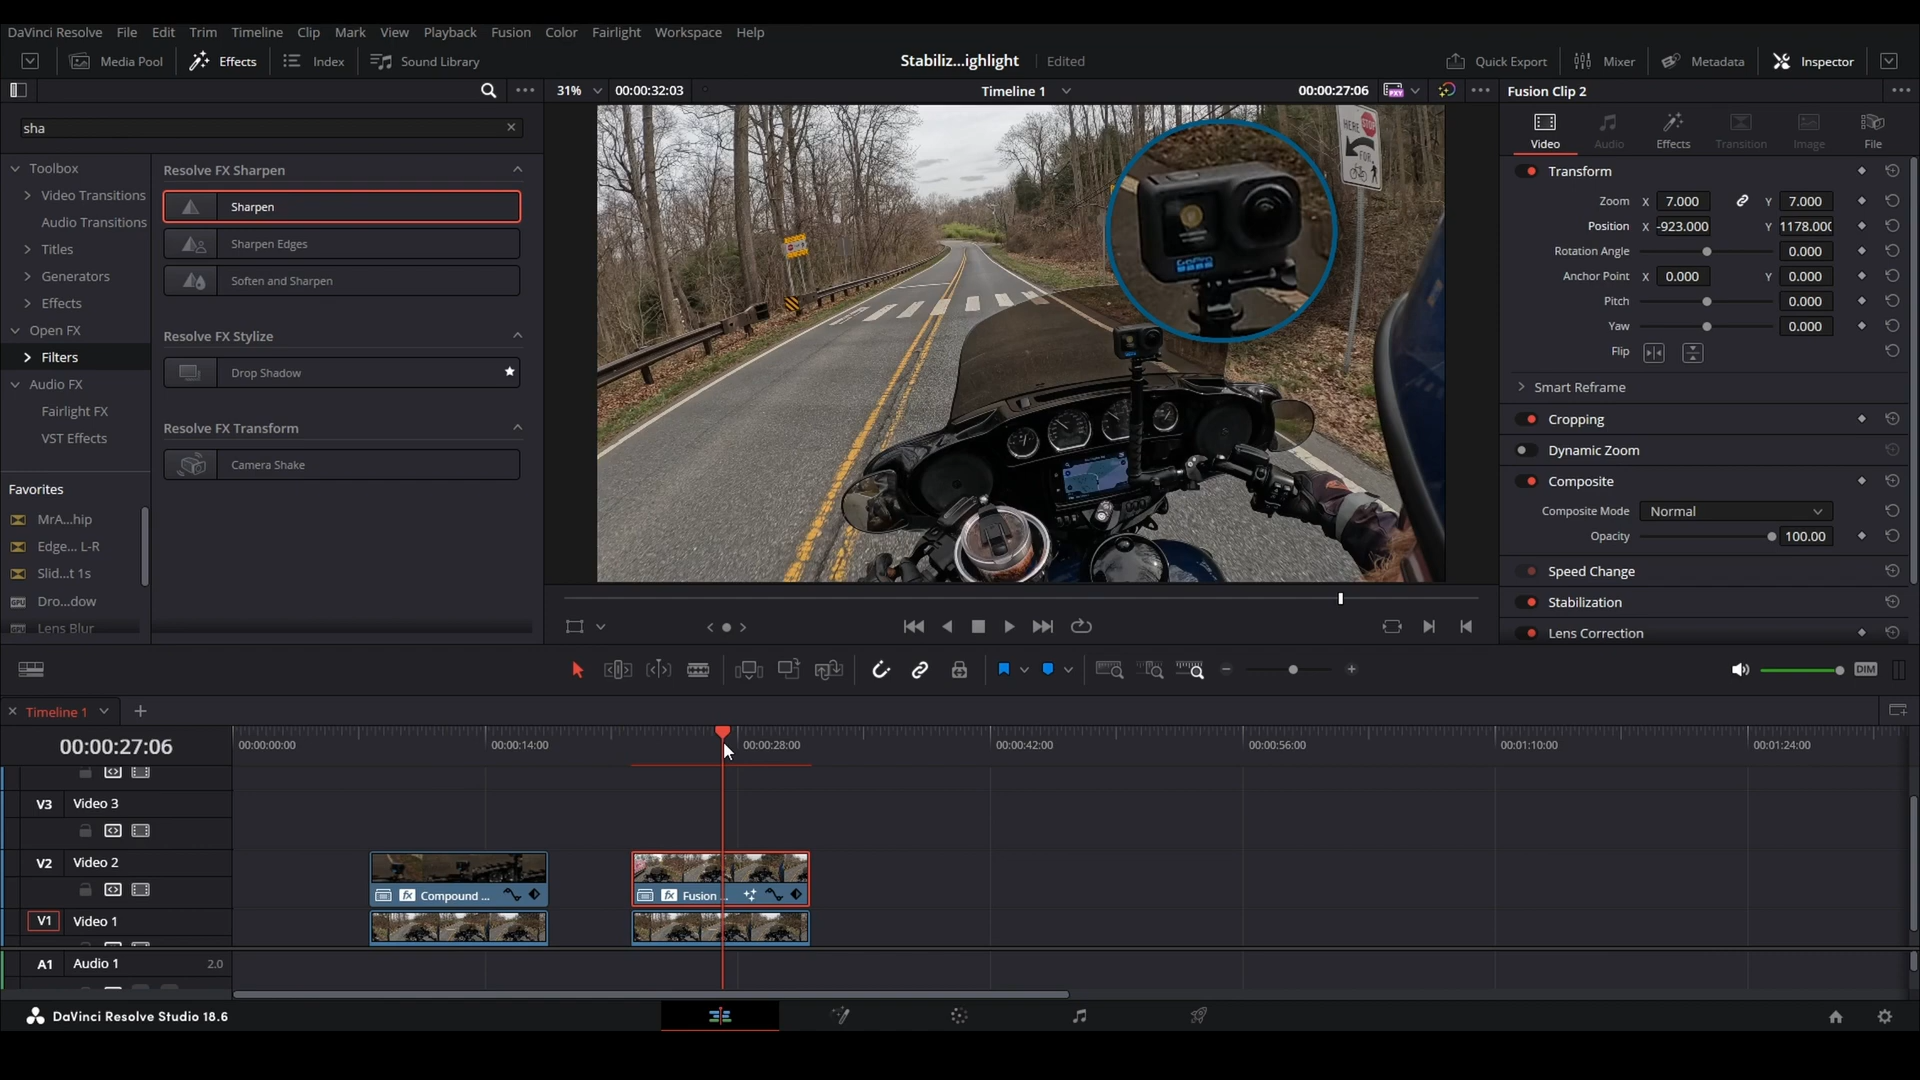 DaVinci Resolve File Edit Trim Timeline Clip Mark View Playback Fusion Color Fairlight Workspace Help
Media Pool Effects Index Sound Library Stabiliz...ighlight Edited Quick Export Mixer Metadata Inspector
31% 00:00:32:03 Timeline 1 00:00:27:06 Fusion Clip 2
sha
Toolbox
Video Transitions
Audio Transitions
Titles
Generators
Effects
Open FX
Filters
Audio FX
Fairlight FX
VST Effects
Favorites
MrA...hip
Edge... L-R
Slid...t 1s
Dro...dow
Lens Blur
Resolve FX Sharpen
Sharpen
Sharpen Edges
Soften and Sharpen
Resolve FX Stylize
Drop Shadow
Resolve FX Transform
Camera Shake
HERE
STOP
FOR
GoPro
Video Audio Effects Transition Image File
Transform
Zoom X 7.000 Y 7.000
Position X -923.000 Y 1178.000
Rotation Angle 0.000
Anchor Point X 0.000 Y 0.000
Pitch 0.000
Yaw 0.000
Flip
Smart Reframe
Cropping
Dynamic Zoom
Composite
Composite Mode Normal
Opacity 100.00
Speed Change
Stabilization
Lens Correction
DIM
Timeline 1
00:00:27:06
00:00:00:00 00:00:14:00 00:00:28:00 00:00:42:00 00:00:56:00 00:01:10:00 00:01:24:00
V3 Video 3
V2 Video 2
Compound ... Fusion ...
V1 Video 1
A1 Audio 1 2.0
DaVinci Resolve Studio 18.6